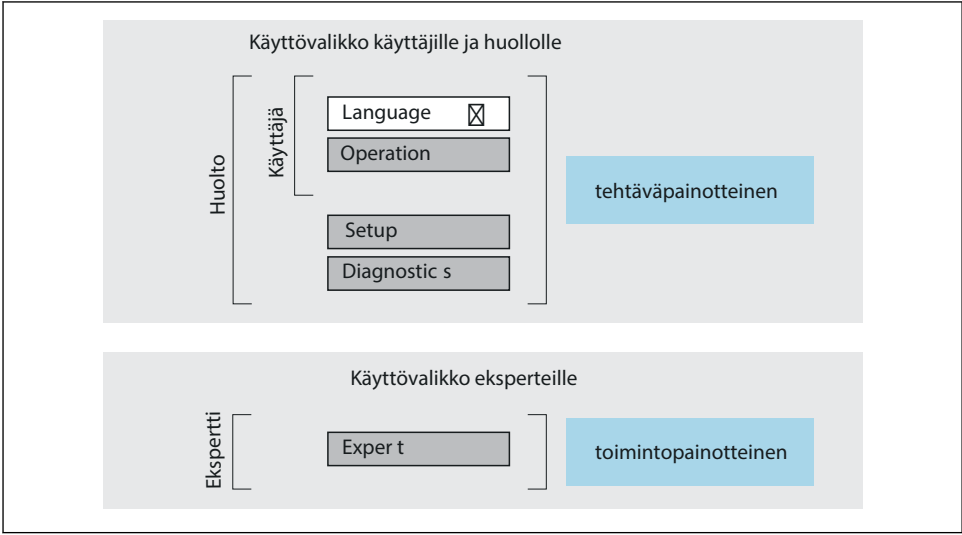 Käyttövalikko käyttäjille ja huollolle
Huolto
Käyttäjä
Language
Operation
Setup
Diagnostic s
tehtäväpainotteinen
Käyttövalikko eksperteille
Ekspertti
Exper t
toimintopainotteinen